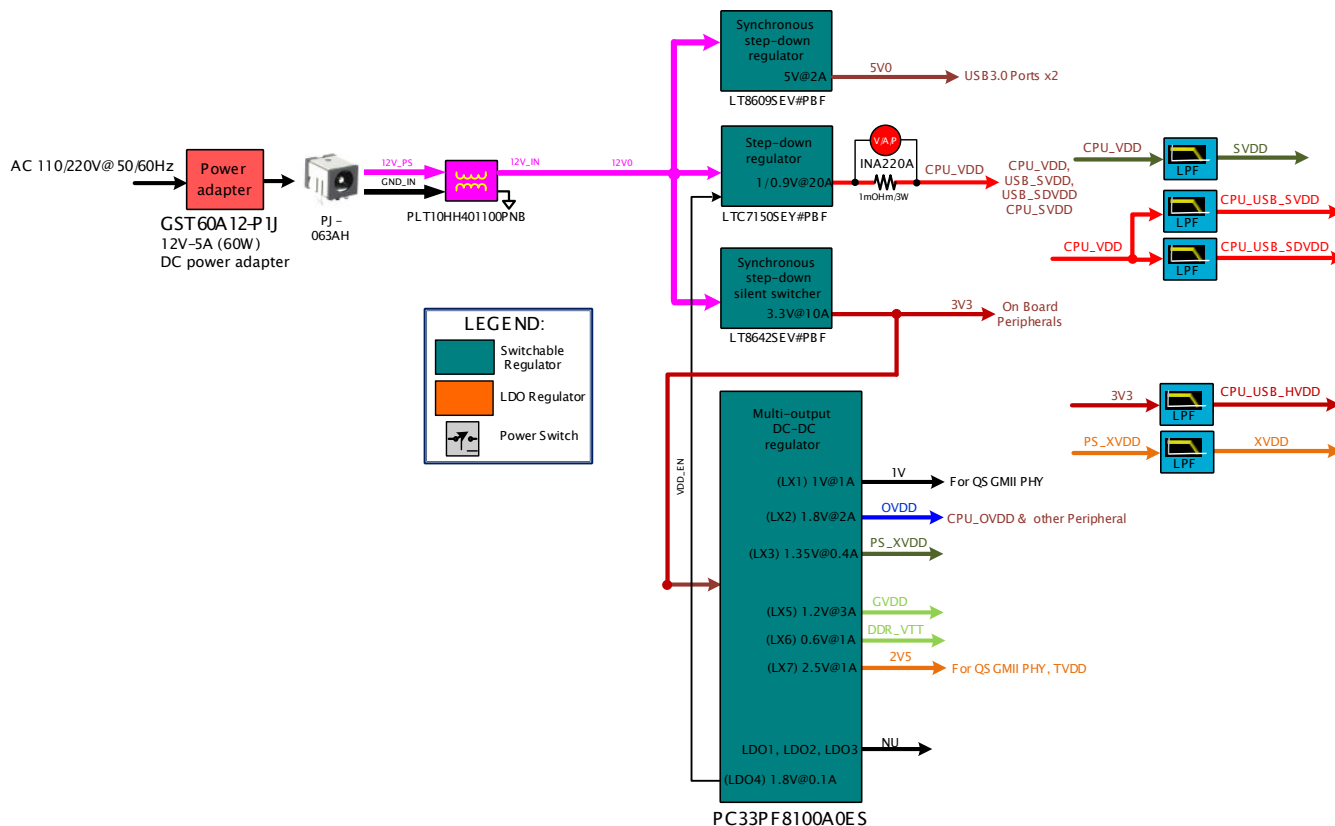 AC 110/220V@ 50/60Hz
Power
adapter
GST60A12-P1J
12V-5A (60W)
DC power adapter
PJ -
063AH
12V_PS
GND_IN
PLT10HH401100PNB
12V_IN
12V0
Synchronous
step-down
regulator
5V@2A
LT8609SEV#PBF
5V0
USB3.0 Ports x2
Step-down
regulator
1/0.9V@20A
LTC7150SEY#PBF
V/A/P
INA220A
1mOHm/3W
CPU_VDD
CPU_VDD,
USB_SVDD,
USB_SDVDD
CPU_SVDD
Synchronous
step-down
silent switcher
3.3V@10A
LT8642SEV#PBF
3V3
On Board
Peripherals
CPU_VDD
LPF
SVDD
CPU_VDD
LPF
CPU_USB_SVDD
LPF
CPU_USB_SDVDD
3V3
LPF
CPU_USB_HVDD
PS_XVDD
LPF
XVDD
LEGEND:
Switchable
Regulator
LDO Regulator
Power Switch
VDD_EN
Multi-output
DC-DC
regulator
(LX1) 1V@1A
1V
For QSGMII PHY
(LX2) 1.8V@2A
OVDD
CPU_OVDD & other Peripheral
(LX3) 1.35V@0.4A
PS_XVDD
(LX5) 1.2V@3A
GVDD
(LX6) 0.6V@1A
DDR_VTT
(LX7) 2.5V@1A
2V5
For QSGMII PHY, TVDD
LDO1, LDO2, LDO3
NU
(LDO4) 1.8V@0.1A
PC33PF8100A0ES